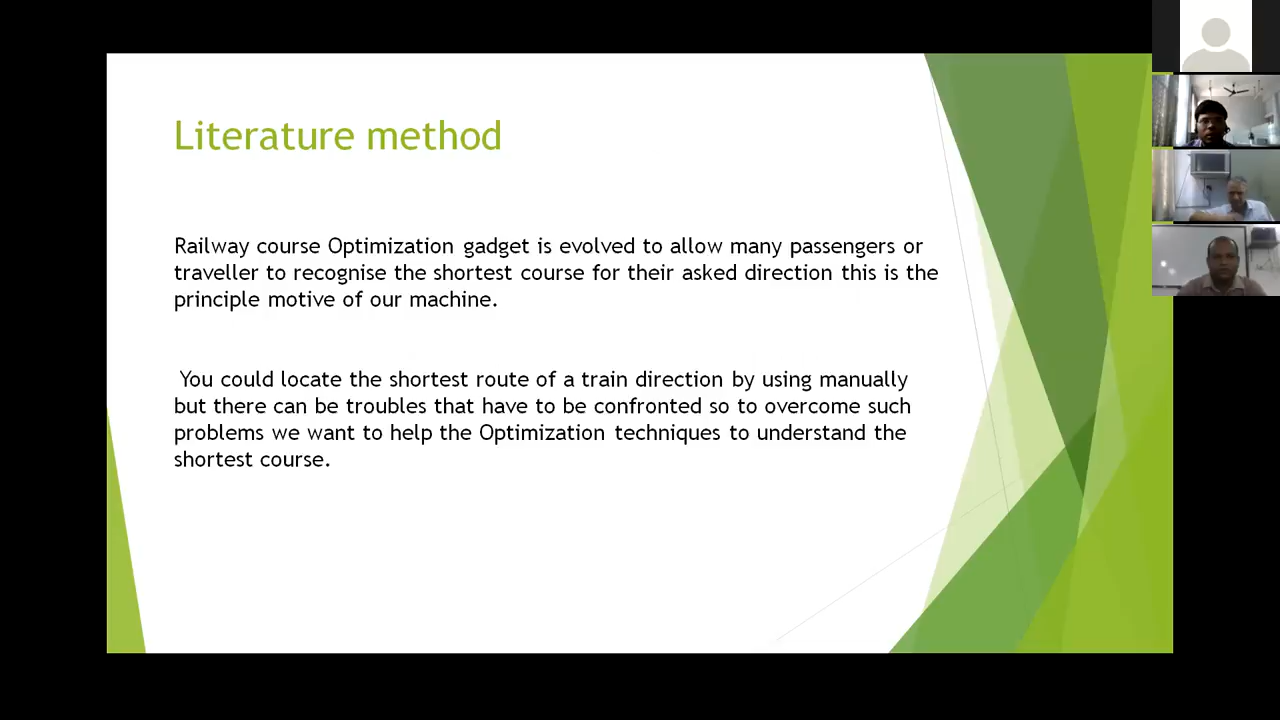 Literature method
Railway course Optimization gadget is evolved to allow many passengers or
traveller to recognise the shortest course for their asked direction this is the
principle motive of our machine.
You could locate the shortest route of a train direction by using manually
but there can be troubles that have to be confronted so to overcome such
problems we want to help the Optimization techniques to understand the
shortest course.